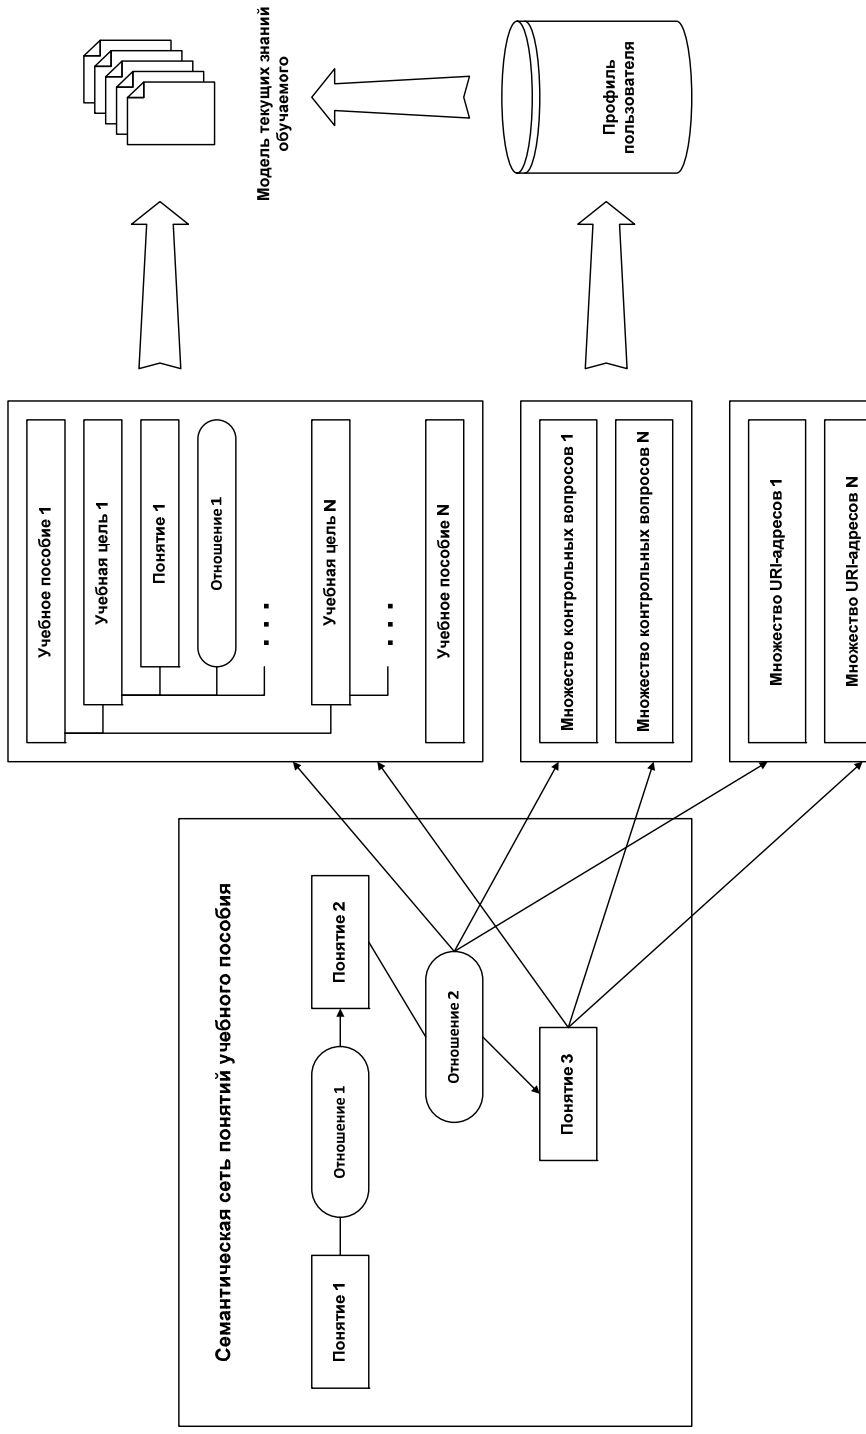 Семантическая сеть понятий учебного пособия
Понятие 1
Отношение 1
Понятие 2
Отношение 2
Понятие 3
Учебное пособие 1
Учебная цель 1
Понятие 1
Отношение 1
. . .
Учебная цель N
. . .
Учебное пособие N
Множество контрольных вопросов 1
Множество контрольных вопросов N
Множество URI-адресов 1
Множество URI-адресов N
Модель текущих знаний
обучаемого
Профиль
пользователя